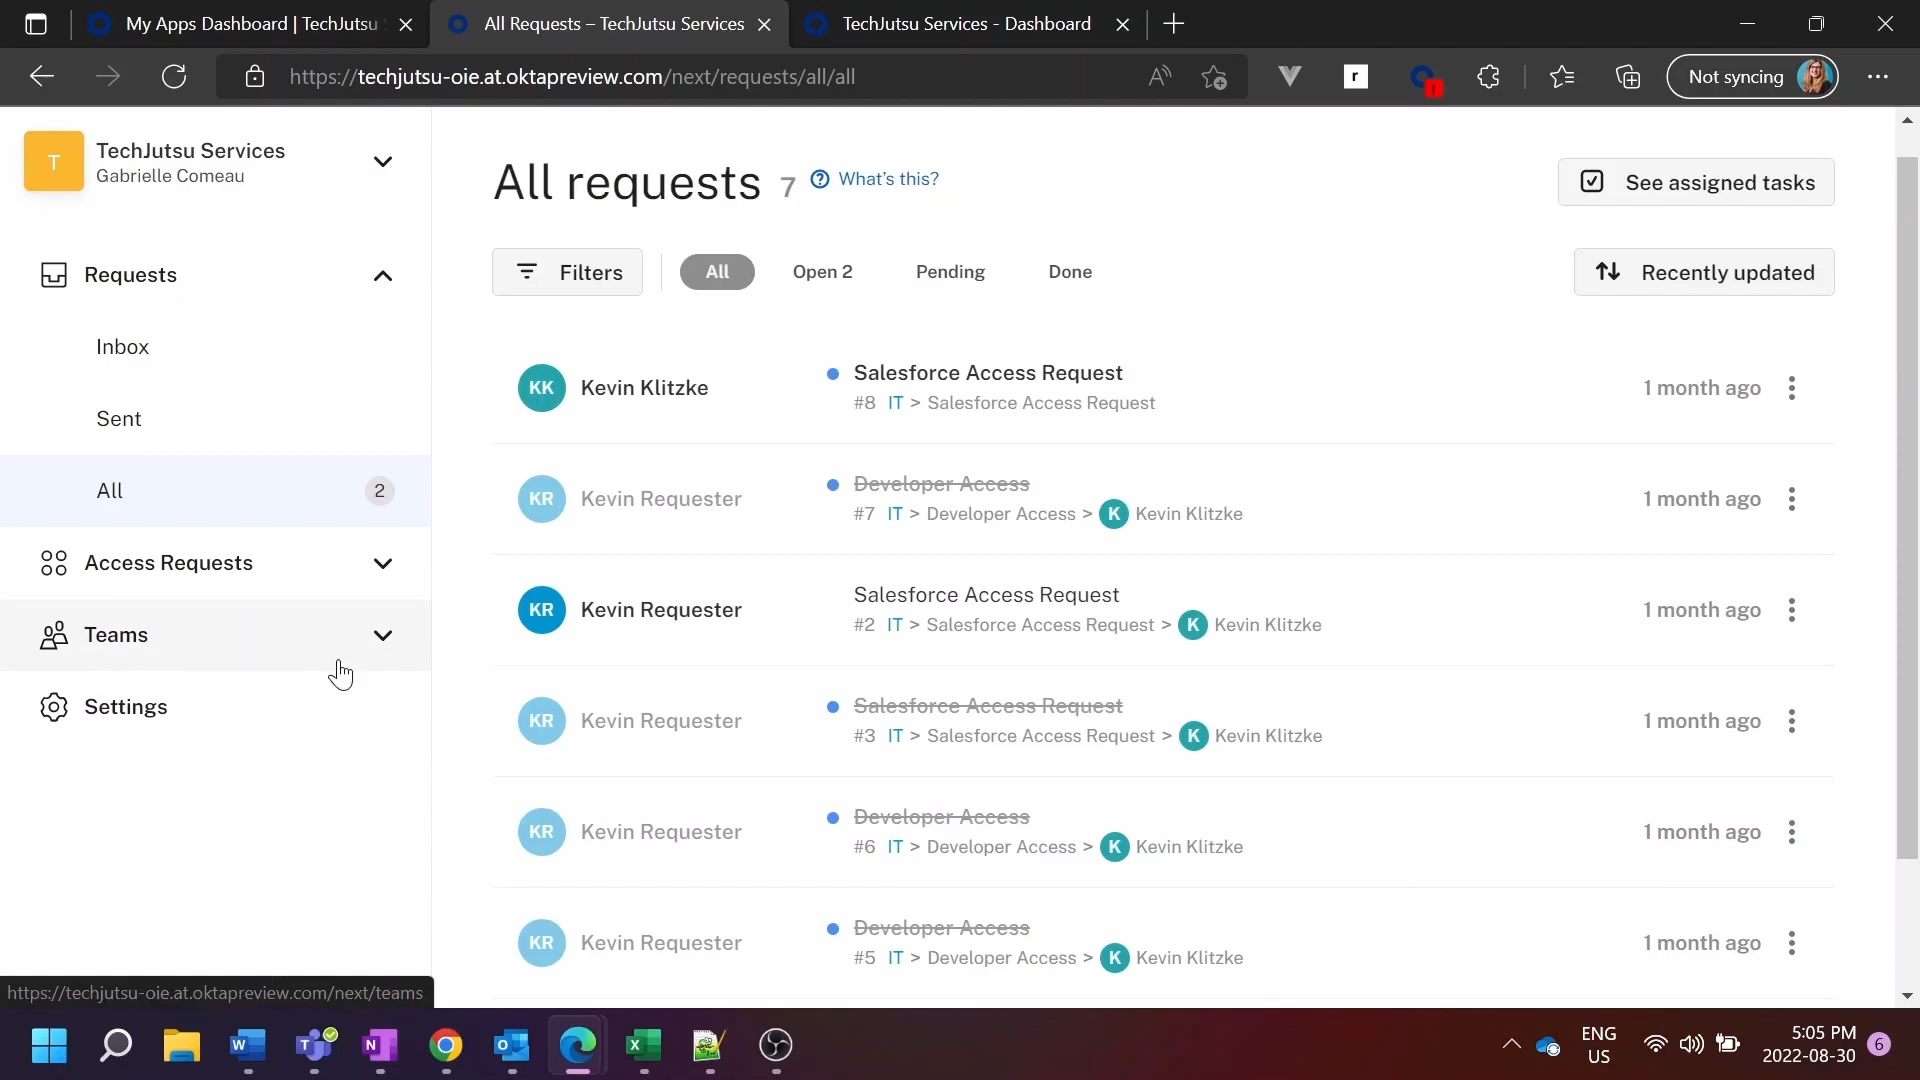 My Apps Dashboard | TechJutsu
All Requests – TechJutsu Services
TechJutsu Services - Dashboard
https://techjutsu-oie.at.oktapreview.com/next/requests/all/all
Not syncing
T
TechJutsu Services
Gabrielle Comeau
Requests
Inbox
Sent
All
2
Access Requests
Teams
Settings
All requests 7 What's this?
See assigned tasks
Filters
All
Open 2
Pending
Done
Recently updated
KK
Kevin Klitzke
Salesforce Access Request
#8 IT > Salesforce Access Request
1 month ago
KR
Kevin Requester
Developer Access
#7 IT > Developer Access > K Kevin Klitzke
1 month ago
KR
Kevin Requester
Salesforce Access Request
#2 IT > Salesforce Access Request > K Kevin Klitzke
1 month ago
KR
Kevin Requester
Salesforce Access Request
#3 IT > Salesforce Access Request > K Kevin Klitzke
1 month ago
KR
Kevin Requester
Developer Access
#6 IT > Developer Access > K Kevin Klitzke
1 month ago
KR
Kevin Requester
Developer Access
#5 IT > Developer Access > K Kevin Klitzke
1 month ago
https://techjutsu-oie.at.oktapreview.com/next/teams
ENG
US
5:05 PM
2022-08-30
6